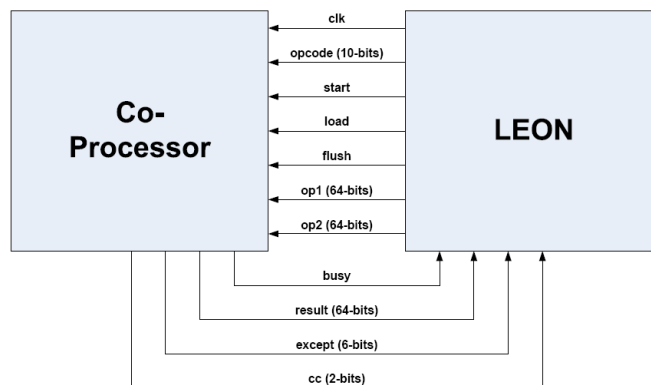 clk
opcode (10-bits)
start
Co-
Processor
load
LEON
flush
op1 (64-bits)
op2 (64-bits)
busy
result (64-bits)
except (6-bits)
cc (2-bits)